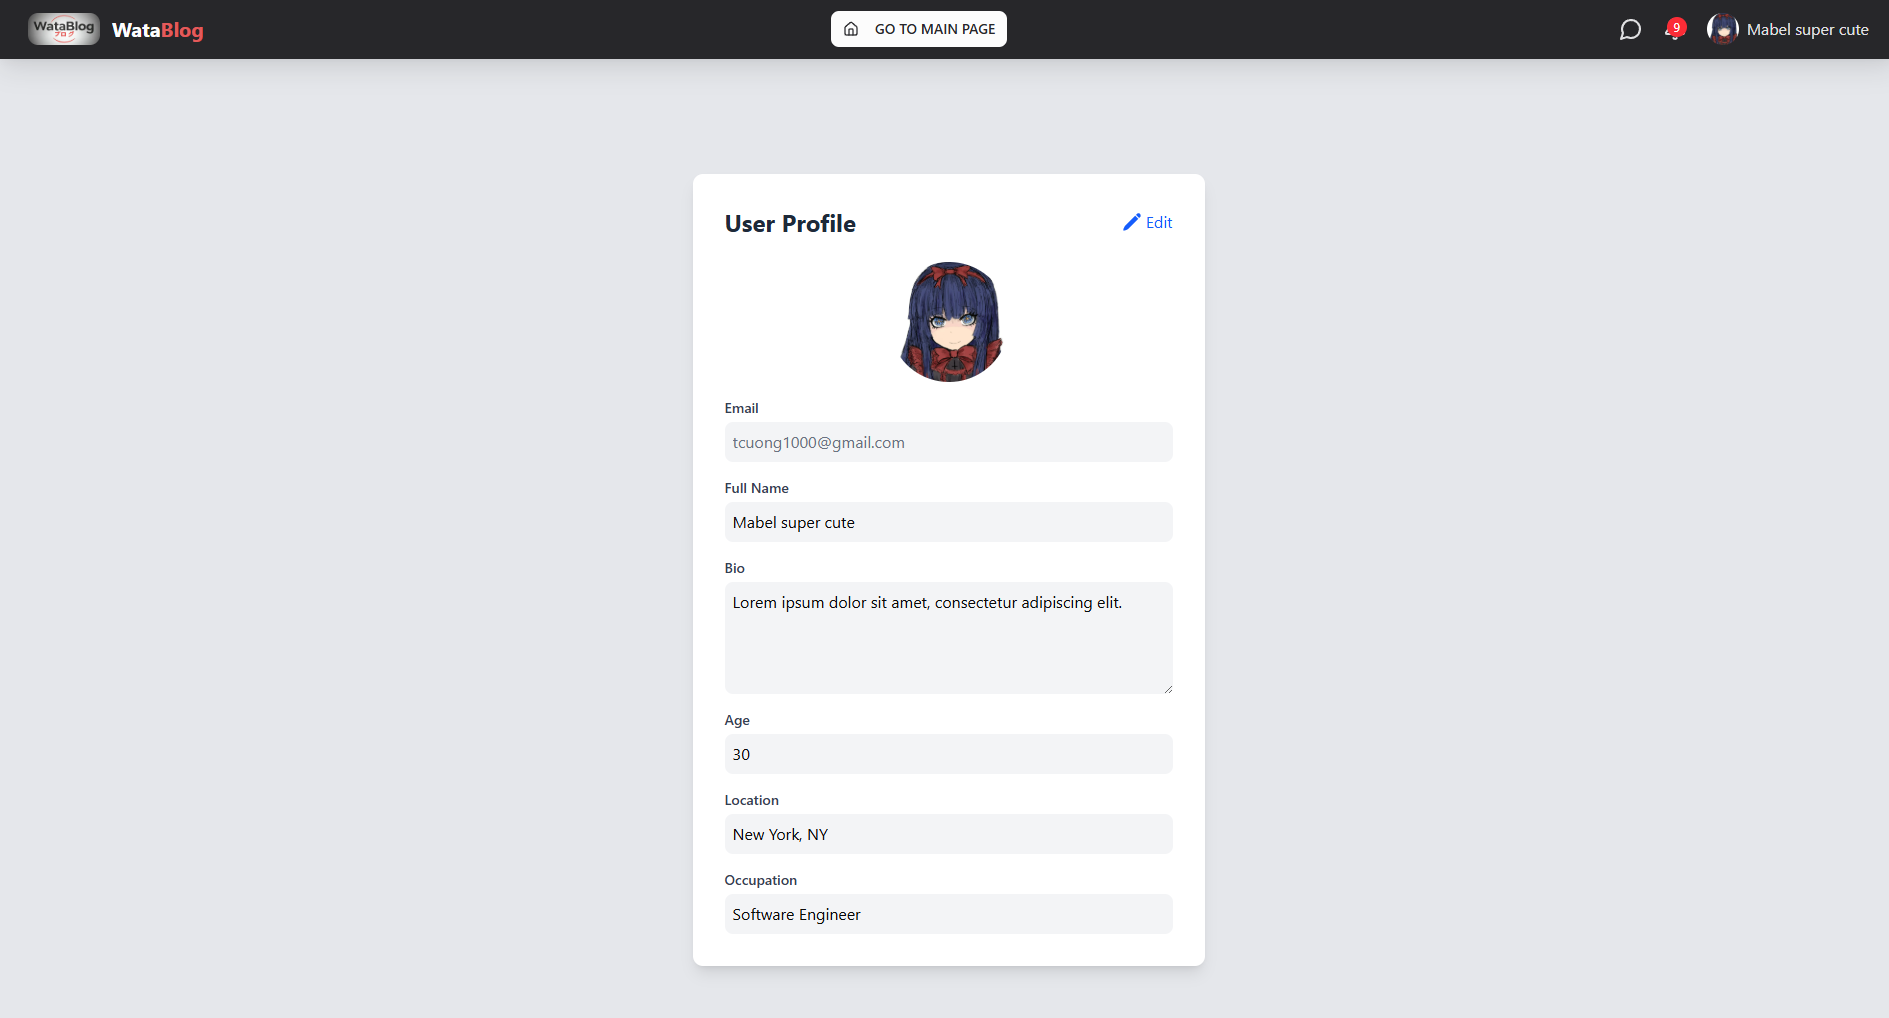 WataBlog
ブログ
WataBlog
GO TO MAIN PAGE
9
Mabel super cute
User Profile
Edit
Email
tcuong1000@gmail.com
Full Name
Mabel super cute
Bio
Lorem ipsum dolor sit amet, consectetur adipiscing elit.
Age
30
Location
New York, NY
Occupation
Software Engineer